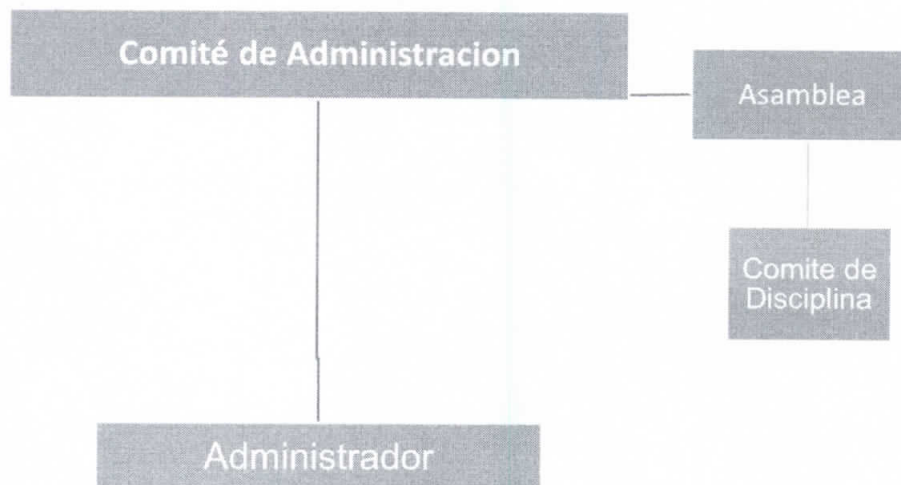 Comité de Administracion
Asamblea
Comite de
Disciplina
Administrador